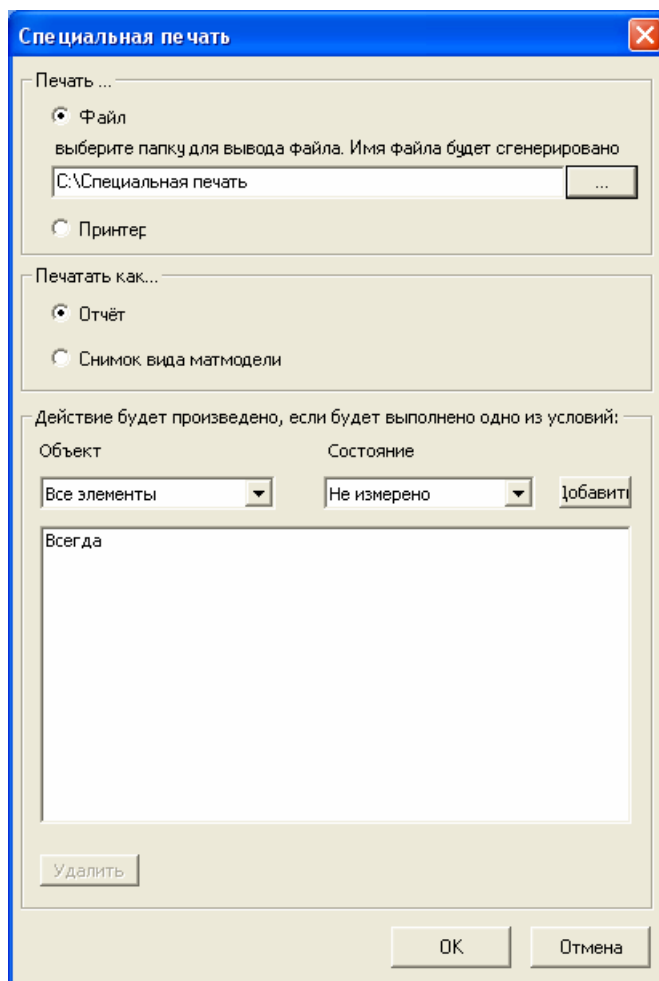 Специальная печать
Печать ...
Файл
выберите папку для вывода файла. Имя файла будет сгенерировано
C:\Специальная печать
...
Принтер
Печатать как...
Отчёт
Снимок вида матмодели
Действие будет произведено, если будет выполнено одно из условий:
Объект Состояние
Все элементы Не измерено Добавить
Всегда
Удалить
OK Отмена